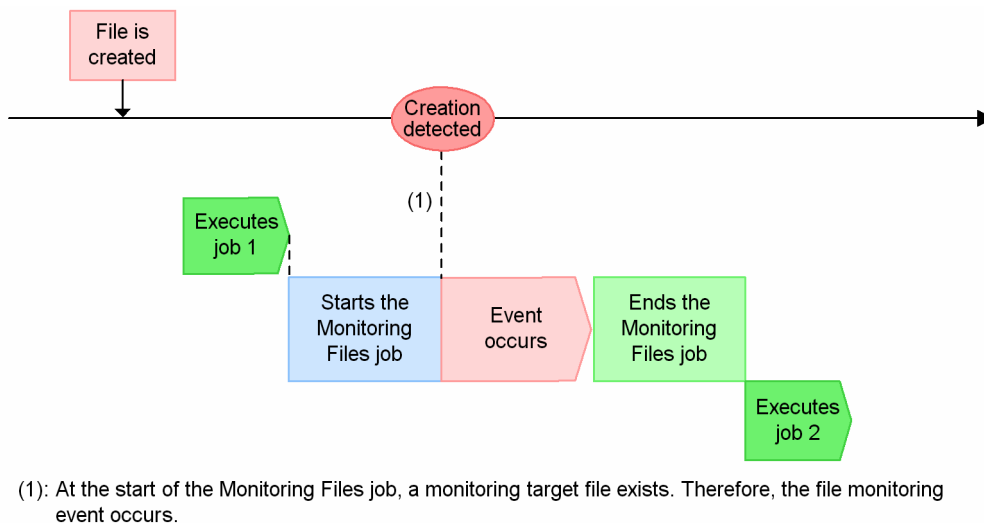 File is
created
Creation
detected
(1)
Executes
job 1
Starts the
Monitoring
Files job
Event
occurs
Ends the
Monitoring
Files job
Executes
job 2
(1): At the start of the Monitoring Files job, a monitoring target file exists. Therefore, the file monitoring
event occurs.